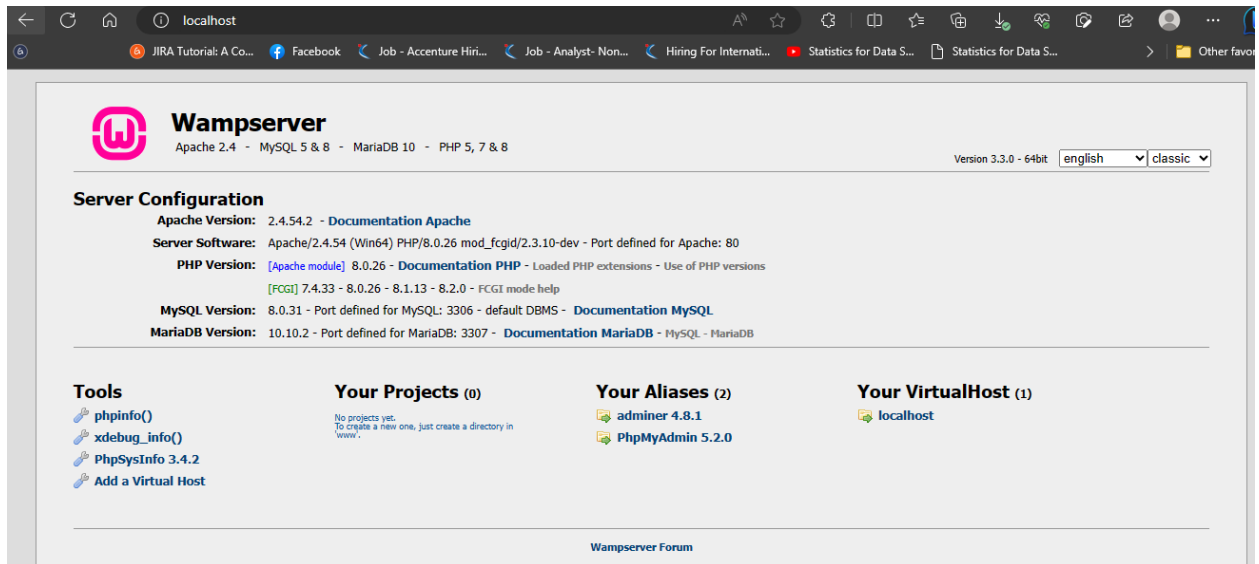 localhost
JIRA Tutorial: A Co... Facebook Job - Accenture Hiri... Job - Analyst- Non... Hiring For Internati... Statistics for Data S... Statistics for Data S... Other favor
Wampserver
Apache 2.4 - MySQL 5 & 8 - MariaDB 10 - PHP 5, 7 & 8
Version 3.3.0 - 64bit english classic
Server Configuration
Apache Version: 2.4.54.2 - Documentation Apache
Server Software: Apache/2.4.54 (Win64) PHP/8.0.26 mod_fcgid/2.3.10-dev - Port defined for Apache: 80
PHP Version: [Apache module] 8.0.26 - Documentation PHP - Loaded PHP extensions - Use of PHP versions
[FCGI] 7.4.33 - 8.0.26 - 8.1.13 - 8.2.0 - FCGI mode help
MySQL Version: 8.0.31 - Port defined for MySQL: 3306 - default DBMS - Documentation MySQL
MariaDB Version: 10.10.2 - Port defined for MariaDB: 3307 - Documentation MariaDB - MySQL - MariaDB
Tools
phpinfo()
xdebug_info()
PhpSysInfo 3.4.2
Add a Virtual Host
Your Projects (0)
No projects yet.
To create a new one, just create a directory in
'www'.
Your Aliases (2)
adminer 4.8.1
PhpMyAdmin 5.2.0
Your VirtualHost (1)
localhost
Wampserver Forum